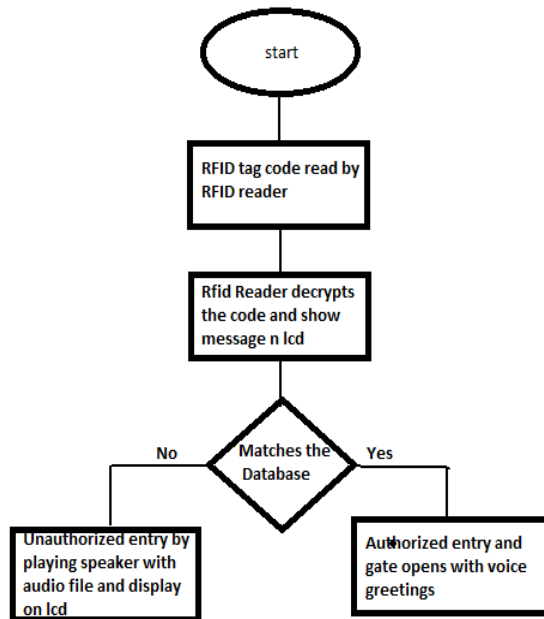 start
RFID tag code read by
RFID reader
Rfid Reader decrypts
the code and show
message n lcd
Matches the
Database
No
Yes
Unauthorized entry by
playing speaker with
audio file and display
on lcd
Authorized entry and
gate opens with voice
greetings